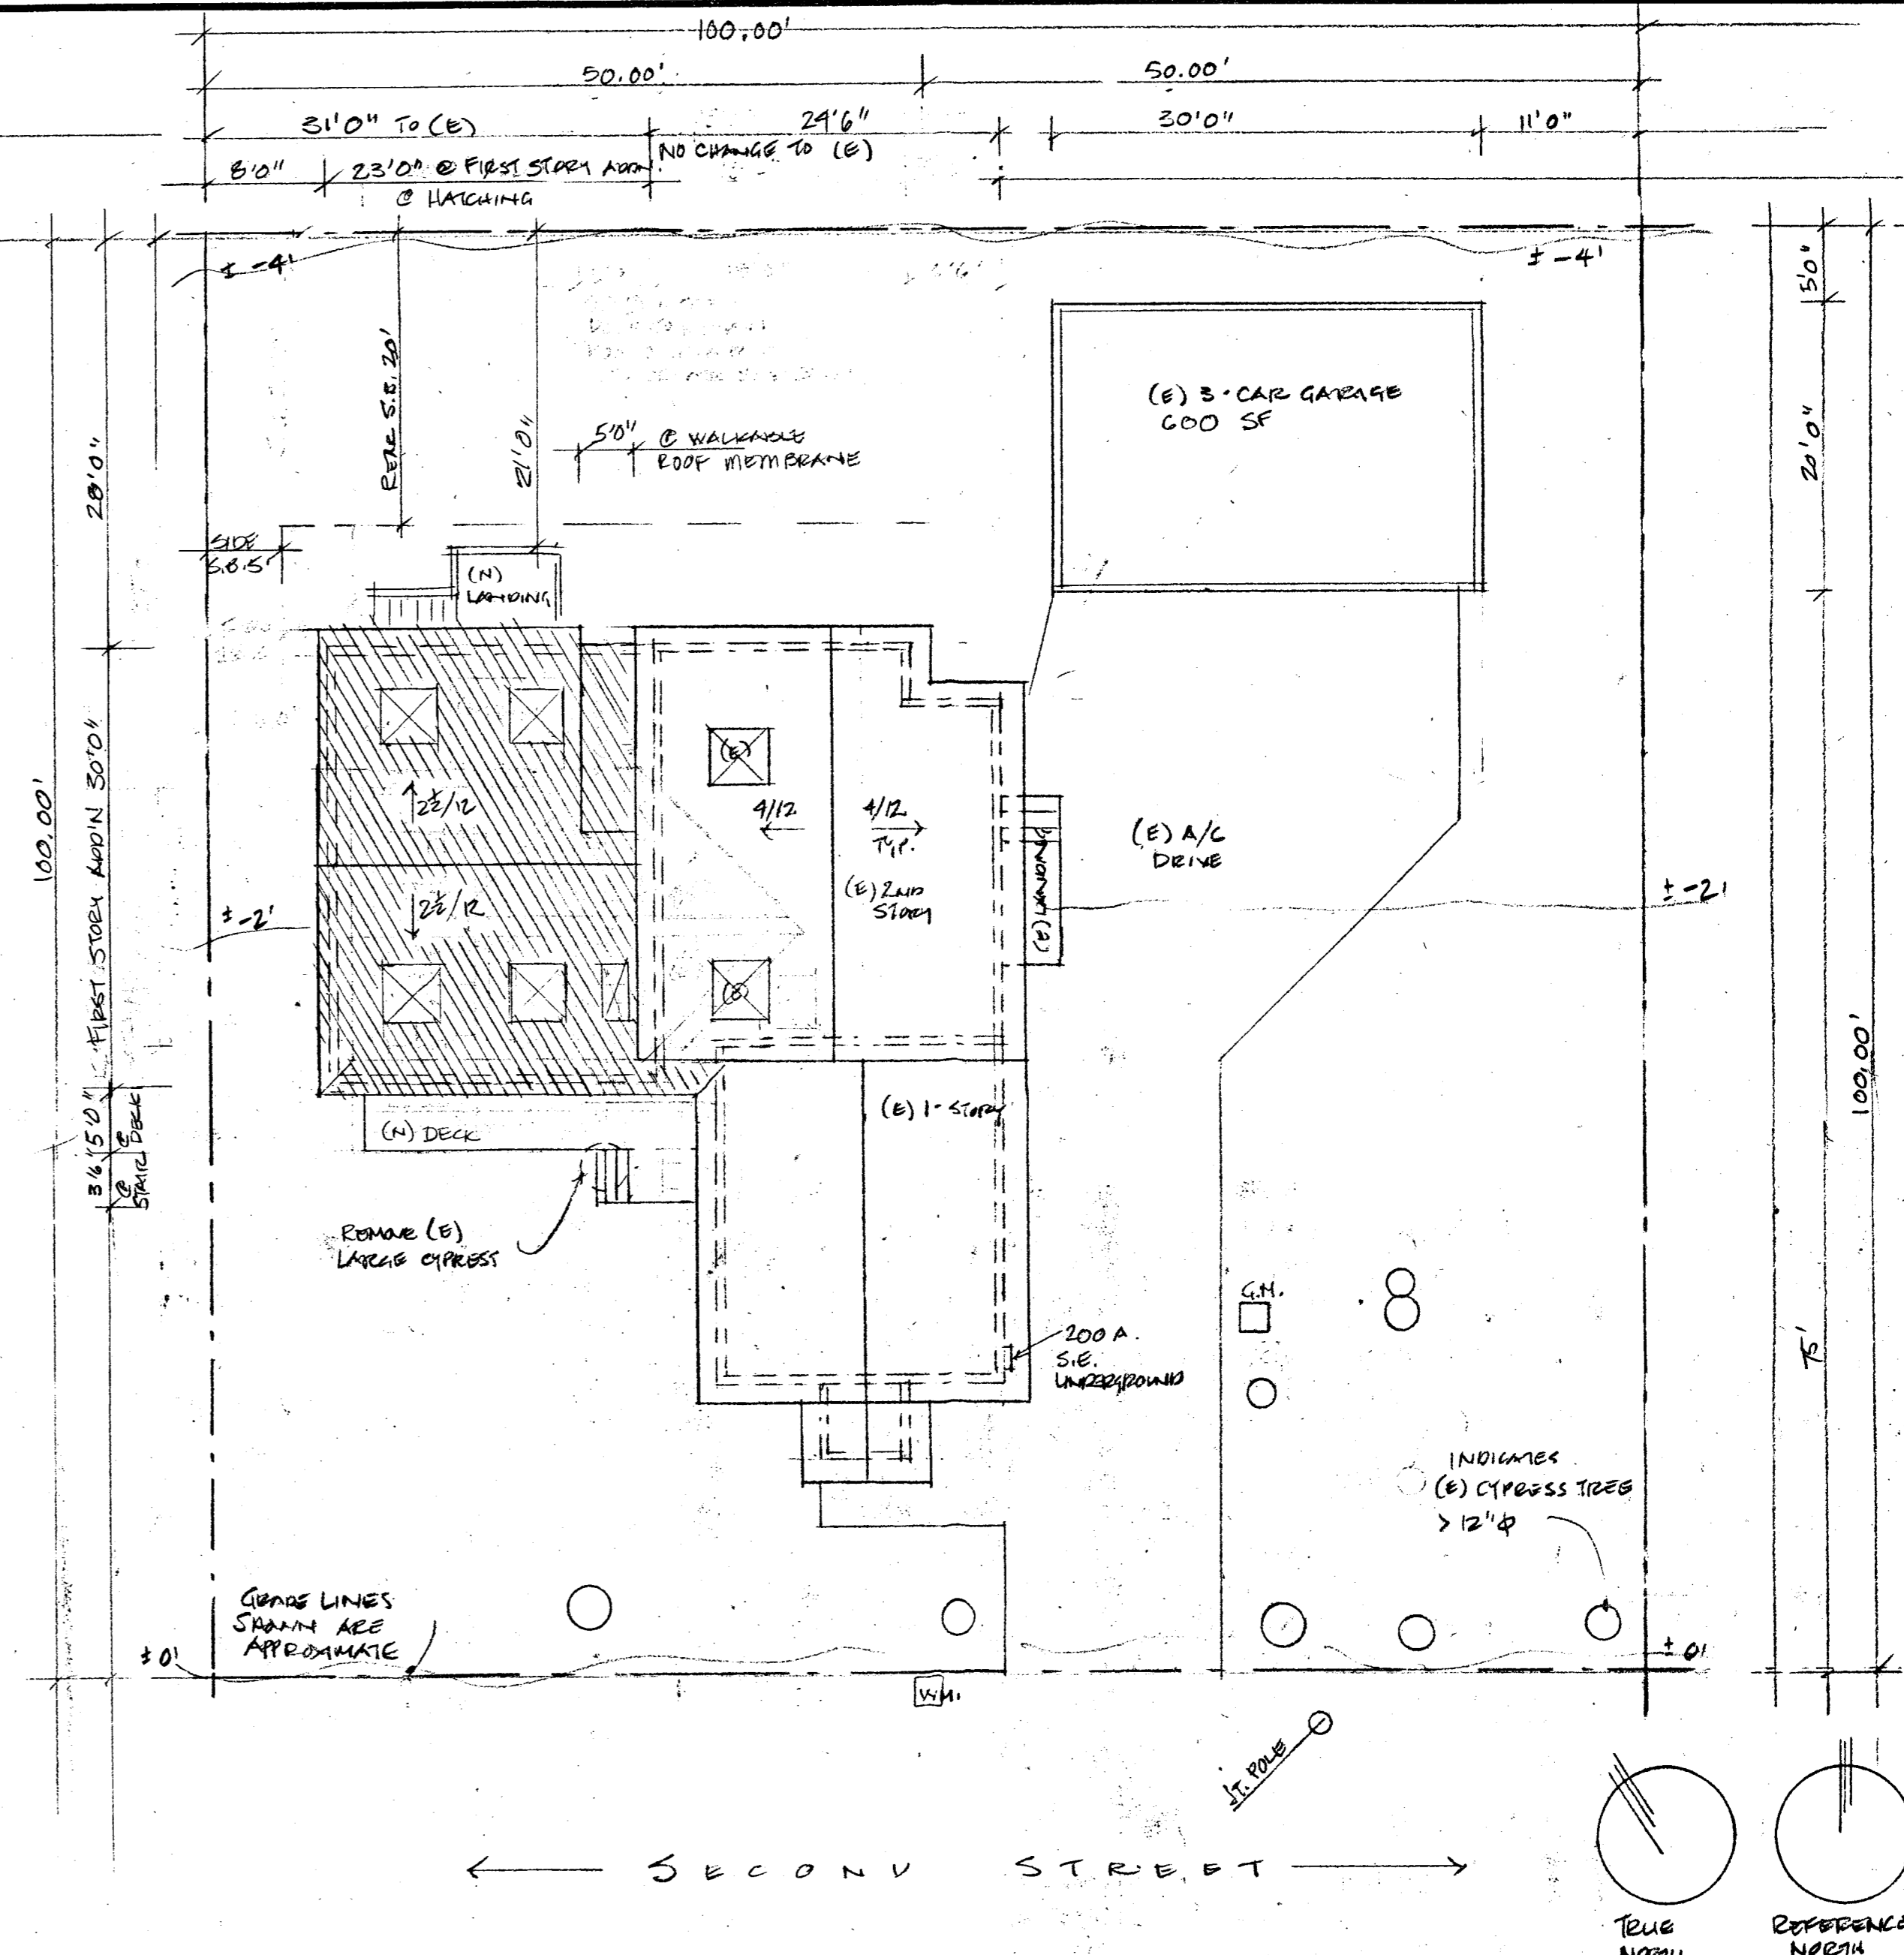 100.00'
50.00'
50.00'
31'0" TO (E)
24'6"
30'0"
11'0"
NO CHANGE TO (E)
8'0"
23'0" @ FIRST STORY ADD'N.
@ HATCHING
± -4'
± -4'
5'0"
REAR S.B. 20'
21'0"
5'0"
@ WALKABLE
ROOF MEMBRANE
(E) 3-CAR GARAGE
600 SF
20'0"
28'0"
SIDE
S.B. 5'
(N)
LANDING
(E)
2½/12
4/12
4/12
TYP.
(E) A/C
DRIVE
(E) LANDING
100.00'
FIRST STORY ADD'N 30'0"
(E) 2ND
STORY
± -2'
2½/12
± -2'
(E)
100.00'
(E) 1-STORY
(N) DECK
5'0"
@
DECK
3'6"
@
STAIR
REMOVE (E)
LARGE CYPRESS
G.M.
200 A.
S.E.
UNDERGROUND
75'
INDICATES
(E) CYPRESS TREE
> 12"ϕ
GRADE LINES
SHOWN ARE
APPROXIMATE
± 0'
± 0'
W.M.
JT. POLE
SECOND STREET
TRUE
NORTH
REFERENCE
NORTH